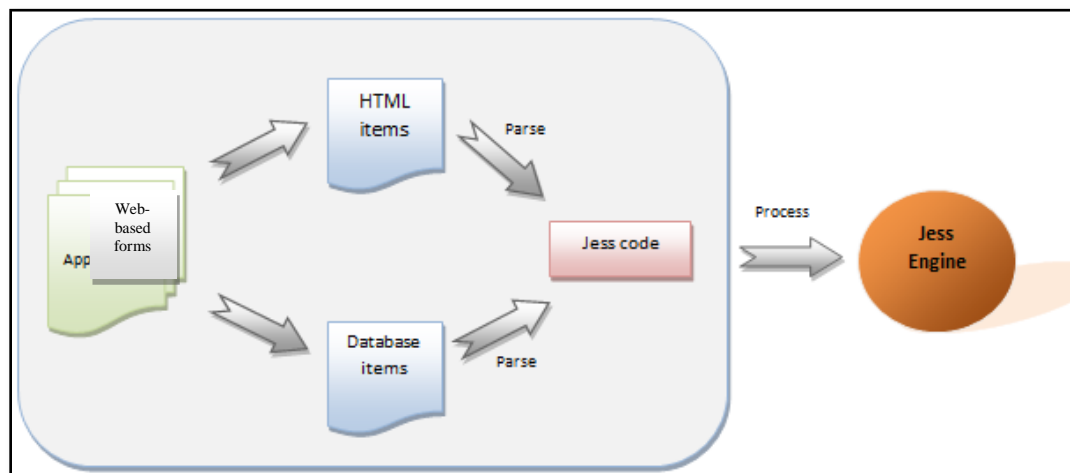 HTML
items
Parse
Web-
based
forms
App
Jess code
Process
Jess
Engine
Database
items
Parse